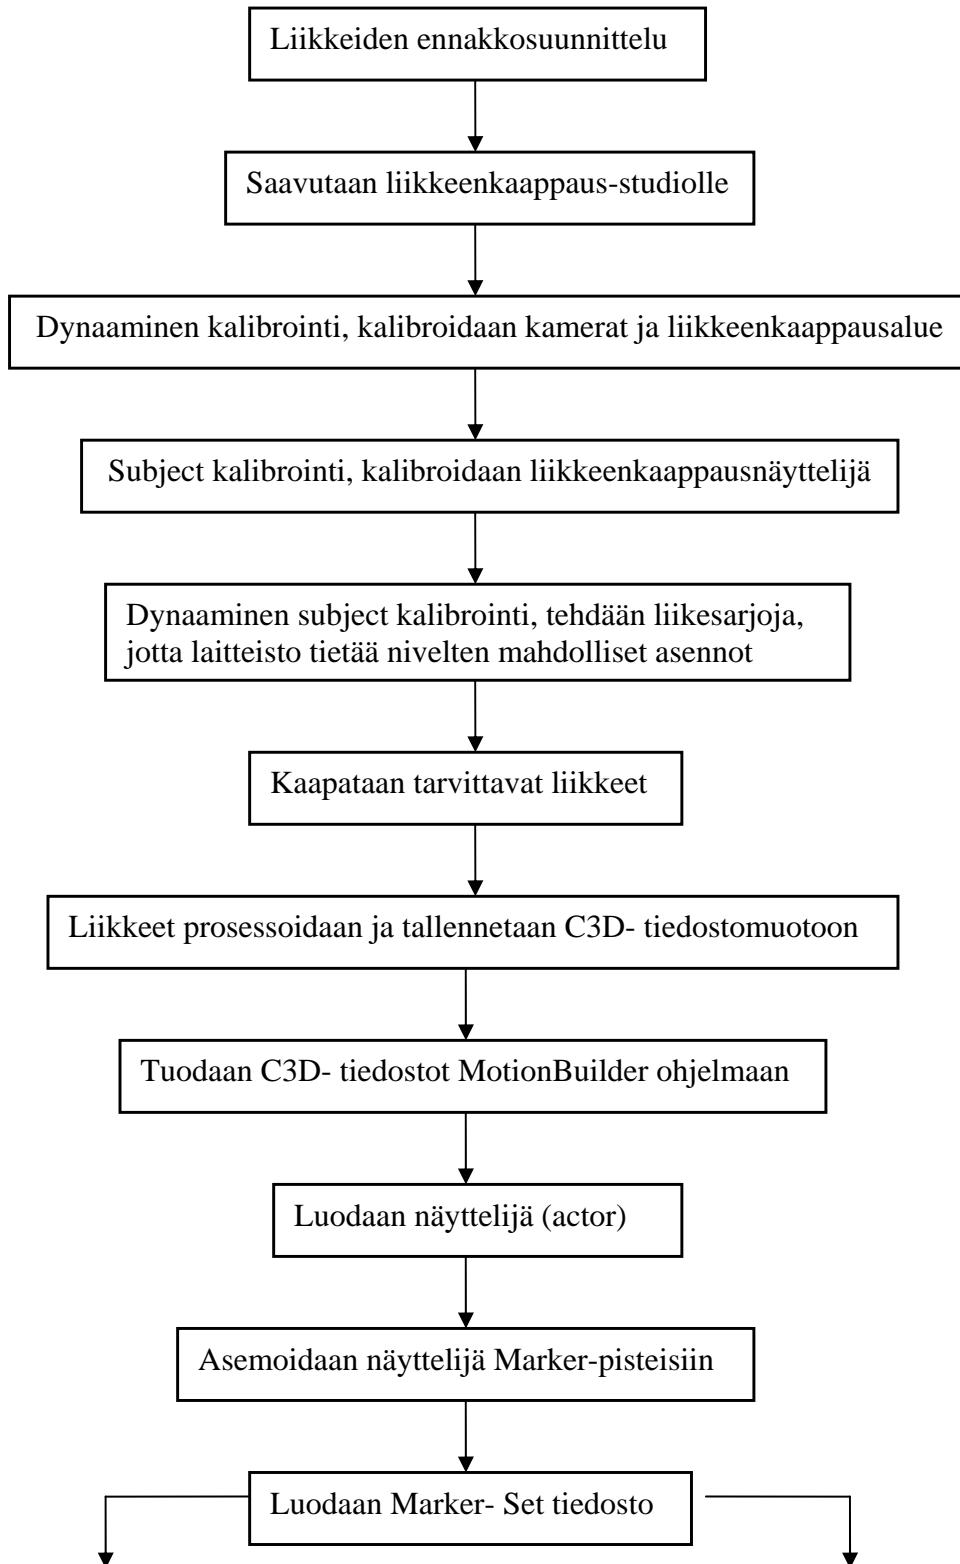 Liikkeiden ennakkosuunnittelu
Saavutaan liikkeenkaappaus-studiolle
Dynaaminen kalibrointi, kalibroidaan kamerat ja liikkeenkaappausalue
Subject kalibrointi, kalibroidaan liikkeenkaappausnäyttelijä
Dynaaminen subject kalibrointi, tehdään liikesarjoja,
jotta laitteisto tietää nivelten mahdolliset asennot
Kaapataan tarvittavat liikkeet
Liikkeet prosessoidaan ja tallennetaan C3D- tiedostomuotoon
Tuodaan C3D- tiedostot MotionBuilder ohjelmaan
Luodaan näyttelijä (actor)
Asemoidaan näyttelijä Marker-pisteisiin
Luodaan Marker- Set tiedosto